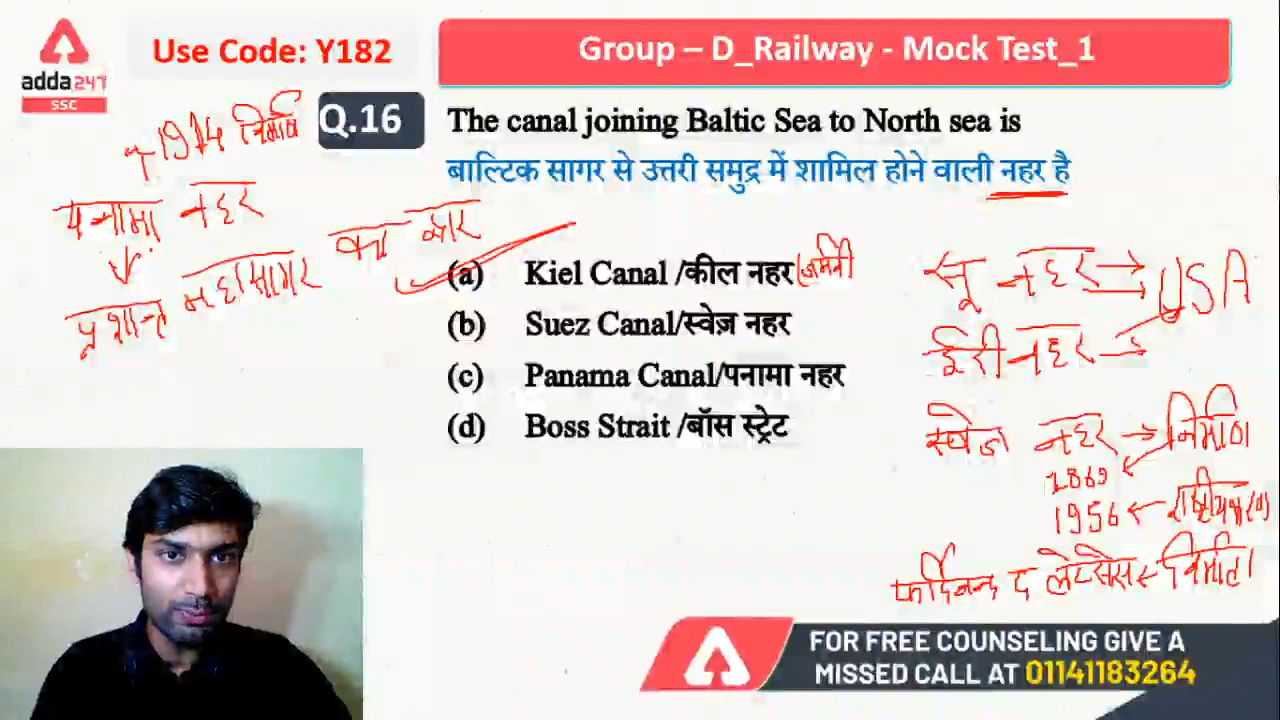 adda247
SSC
Use Code: Y182
Group – D_Railway - Mock Test_1
Q.16
The canal joining Baltic Sea to North sea is
बाल्टिक सागर से उत्तरी समुद्र में शामिल होने वाली नहर है
(a) Kiel Canal /कील नहर (जर्मनी
(b) Suez Canal/स्वेज़ नहर
(c) Panama Canal/पनामा नहर
(d) Boss Strait /बॉस स्ट्रेट
1914 निर्माण
पनामा नहर
प्रशान्त महासागर का द्वार
सू नहर → USA
ईरी नहर →
स्वेज नहर → निर्माण
1869
1956 ← राष्ट्रीयकरण
फर्दिनन्द द लेप्सेस ← निर्माता
FOR FREE COUNSELING GIVE A
MISSED CALL AT 01141183264